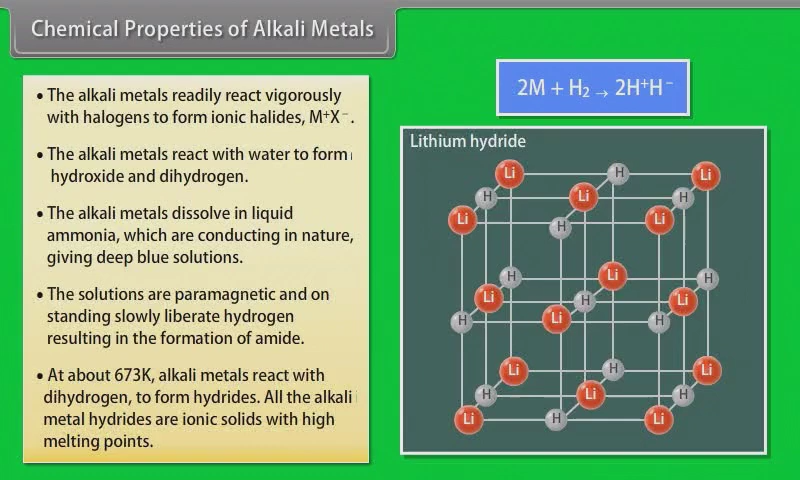 Chemical Properties of Alkali Metals
• The alkali metals readily react vigorously
with halogens to form ionic halides, M⁺X⁻.
• The alkali metals react with water to form
hydroxide and dihydrogen.
• The alkali metals dissolve in liquid
ammonia, which are conducting in nature,
giving deep blue solutions.
• The solutions are paramagnetic and on
standing slowly liberate hydrogen
resulting in the formation of amide.
• At about 673K, alkali metals react with
dihydrogen, to form hydrides. All the alkali
metal hydrides are ionic solids with high
melting points.
2M + H₂ → 2H⁺H⁻
Lithium hydride
Li H Li
H Li H
Li H Li
H Li H
Li H Li
H Li H
Li H Li
H Li H
Li H Li